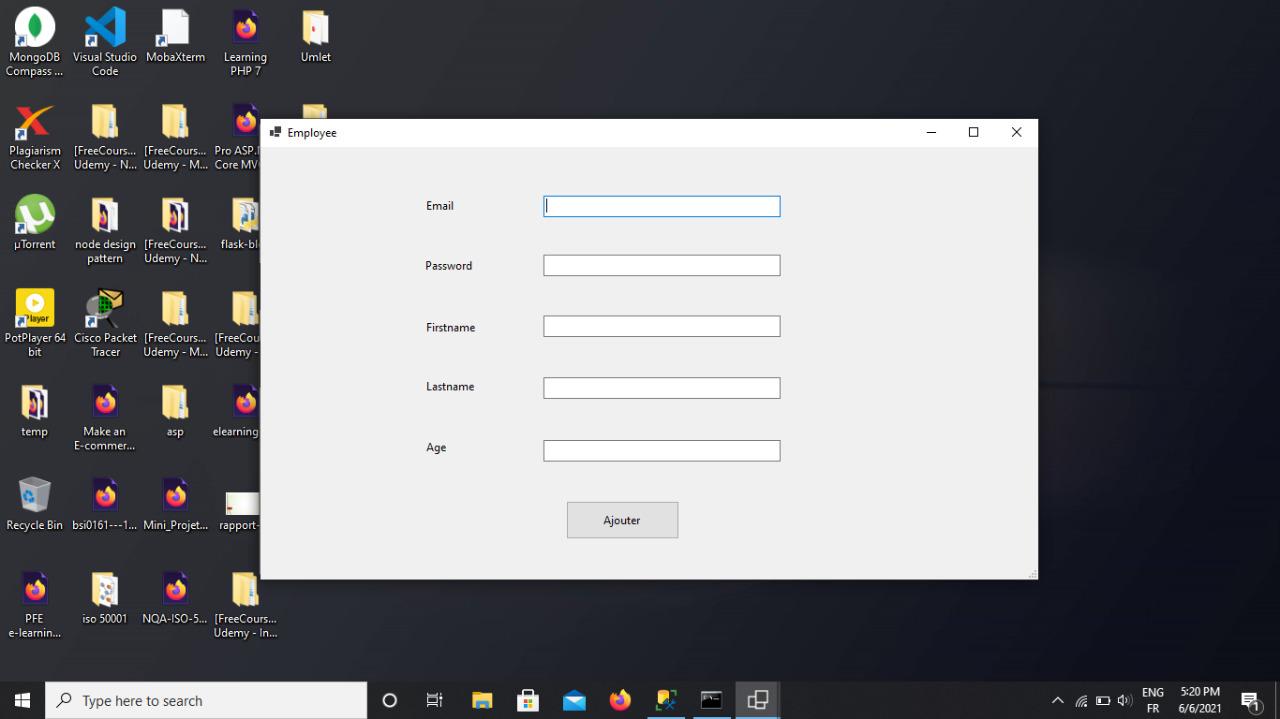 MongoDB
Compass ...
Visual Studio
Code
MobaXterm
Learning
PHP 7
Umlet
Plagiarism
Checker X
[FreeCours...
Udemy - N...
[FreeCours...
Udemy - M...
Pro ASP.
Core MV
µTorrent
node design
pattern
[FreeCours...
Udemy - N...
flask-bl
Player
PotPlayer 64
bit
Cisco Packet
Tracer
[FreeCours...
Udemy - M...
[FreeCou
Udemy -
temp
Make an
E-commer...
asp
elearning
Recycle Bin
bsi0161---1...
Mini_Projet...
rapport-
PFE
e-learnin...
iso 50001
NQA-ISO-5...
[FreeCours...
Udemy - In...
Employee
Email
Password
Firstname
Lastname
Age
Ajouter
Type here to search
ENG
FR
5:20 PM
6/6/2021
1